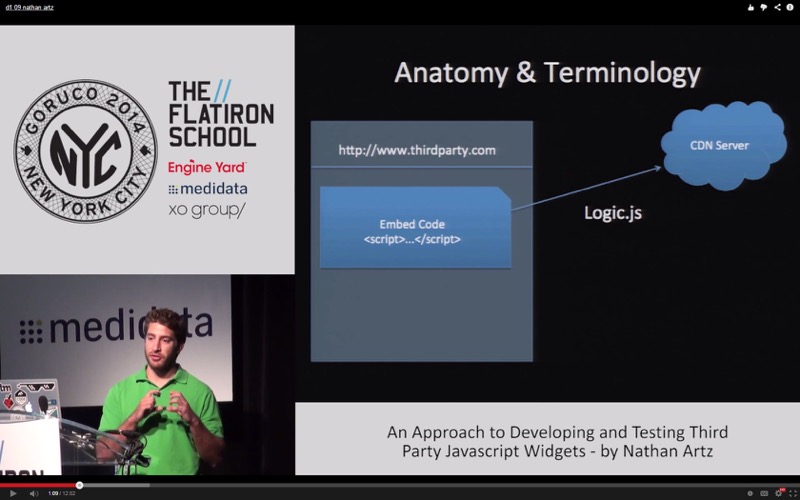 d1 09 nathan artz
GORUCO 2014
NYC
NEW YORK CITY
THE //
FLATIRON
SCHOOL
Engine Yard
medidata
xo group/
Anatomy & Terminology
http://www.thirdparty.com
CDN Server
Embed Code
<script>...</script>
Logic.js
medidata
IRON
An Approach to Developing and Testing Third
Party Javascript Widgets - by Nathan Artz
1:09 / 12:02